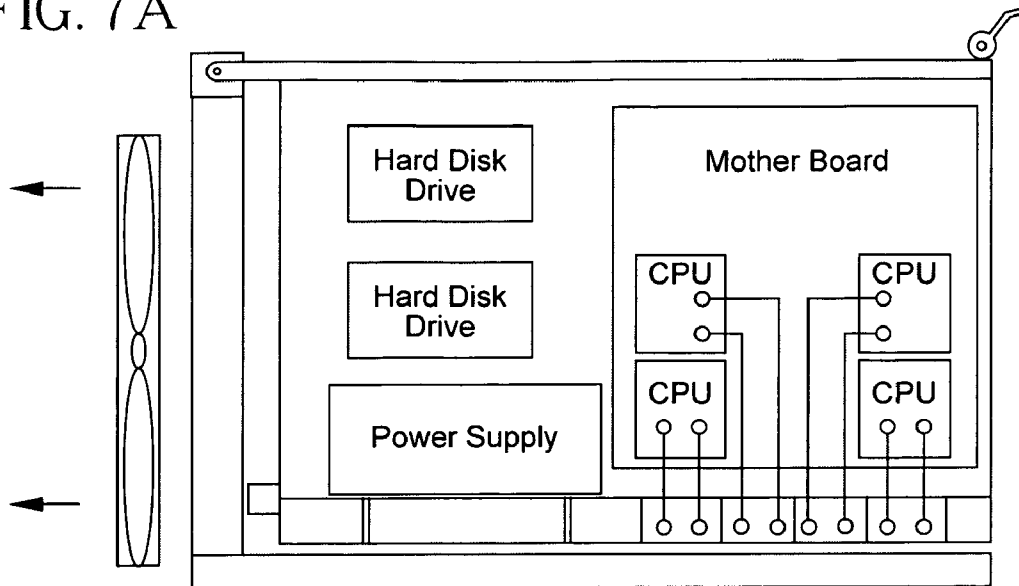 FIG. 7A
Hard Disk
Drive
Mother Board
Hard Disk
Drive
CPU
CPU
CPU
CPU
Power Supply